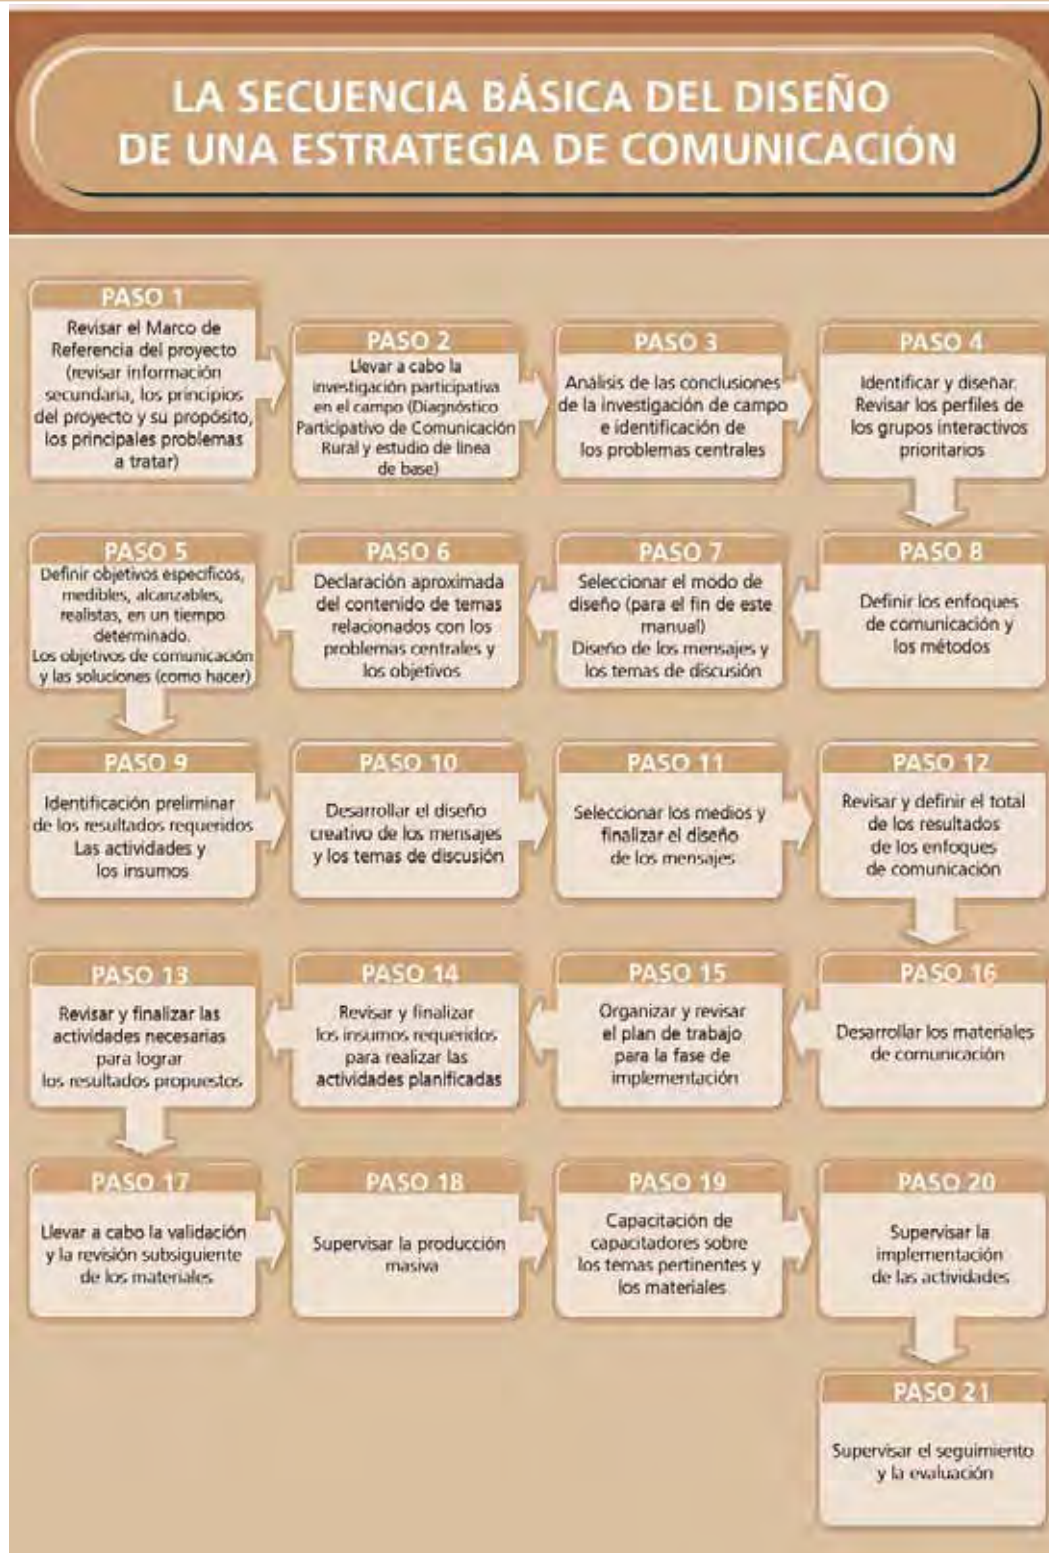 LA SECUENCIA BÁSICA DEL DISEÑO
DE UNA ESTRATEGIA DE COMUNICACIÓN
PASO 1
Revisar el Marco de
Referencia del proyecto
(revisar información
secundaria, los principios
del proyecto y su propósito,
los principales problemas
a tratar)
PASO 2
Llevar a cabo la
investigación participativa
en el campo (Diagnóstico
Participativo de Comunicación
Rural y estudio de línea
de base)
PASO 3
Análisis de las conclusiones
de la investigación de campo
e identificación de
los problemas centrales
PASO 4
Identificar y diseñar.
Revisar los perfiles de
los grupos interactivos
prioritarios
PASO 5
Definir objetivos específicos,
medibles, alcanzables,
realistas, en un tiempo
determinado.
Los objetivos de comunicación
y las soluciones (como hacer)
PASO 6
Declaración aproximada
del contenido de temas
relacionados con los
problemas centrales y
los objetivos
PASO 7
Seleccionar el modo de
diseño (para el fin de este
manual)
Diseño de los mensajes y
los temas de discusión
PASO 8
Definir los enfoques
de comunicación y
los métodos
PASO 9
Identificación preliminar
de los resultados requeridos
Las actividades y
los insumos
PASO 10
Desarrollar el diseño
creativo de los mensajes
y los temas de discusión
PASO 11
Seleccionar los medios y
finalizar el diseño
de los mensajes
PASO 12
Revisar y definir el total
de los resultados
de los enfoques
de comunicación
PASO 13
Revisar y finalizar las
actividades necesarias
para lograr
los resultados propuestos
PASO 14
Revisar y finalizar
los insumos requeridos
para realizar las
actividades planificadas
PASO 15
Organizar y revisar
el plan de trabajo
para la fase de
implementación
PASO 16
Desarrollar los materiales
de comunicación
PASO 17
Llevar a cabo la validación
y la revisión subsiguiente
de los materiales
PASO 18
Supervisar la producción
masiva
PASO 19
Capacitación de
capacitadores sobre
los temas pertinentes y
los materiales
PASO 20
Supervisar la
implementación
de las actividades
PASO 21
Supervisar el seguimiento
y la evaluación